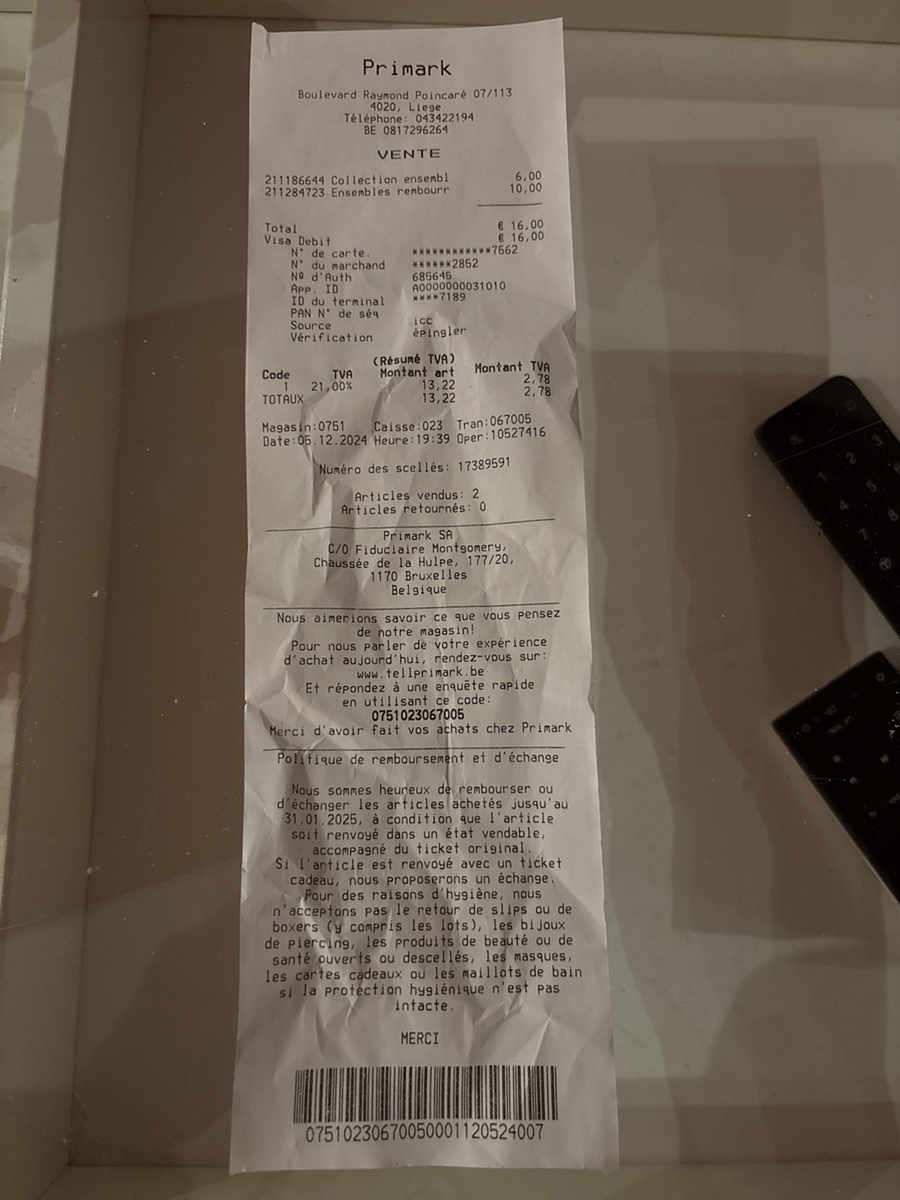 Primark
Boulevard Raymond Poincaré 07/113
4020, Liege
Téléphone: 043422194
BE 0817296264
VENTE
211186644 Collection ensembl 6,00
211284723 Ensembles rembourr 10,00
Total € 16,00
Visa Debit € 16,00
N° de carte. ************7562
N° du marchand ******2852
Nº d'Auth 685645
App. ID A0000000031010
ID du terminal ****7189
PAN N° de séq
Source icc
Vérification épingler
(Résumé TVA)
Code TVA Montant art Montant TVA
1 21,00% 13,22 2,78
TOTAUX 13,22 2,78
Magasin:0751 Caisse:023 Tran:067005
Date:05.12.2024 Heure:19:39 Oper:10527416
Numéro des scellés: 17389591
Articles vendus: 2
Articles retournés: 0
Primark SA
C/O Fiduciaire Montgomery,
Chaussée de la Hulpe, 177/20,
1170 Bruxelles
Belgique
Nous aimerions savoir ce que vous pensez
de notre magasin!
Pour nous parler de votre expérience
d'achat aujourd'hui, rendez-vous sur:
www.tellprimark.be
Et répondez à une enquête rapide
en utilisant ce code:
0751023067005
Merci d'avoir fait vos achats chez Primark
Politique de remboursement et d'échange
Nous sommes heureux de rembourser ou
d'échanger les articles achetés jusqu'au
31.01.2025, à condition que l'article
soit renvoyé dans un état vendable,
accompagné du ticket original.
Si l'article est renvoyé avec un ticket
cadeau, nous proposerons un échange.
Pour des raisons d'hygiène, nous
n'acceptons pas le retour de slips ou de
boxers (y compris les lots), les bijoux
de piercing, les produits de beauté ou de
santé ouverts ou descellés, les masques,
les cartes cadeaux ou les maillots de bain
si la protection hygiénique n'est pas
intacte.
MERCI
07510230670050001120524007